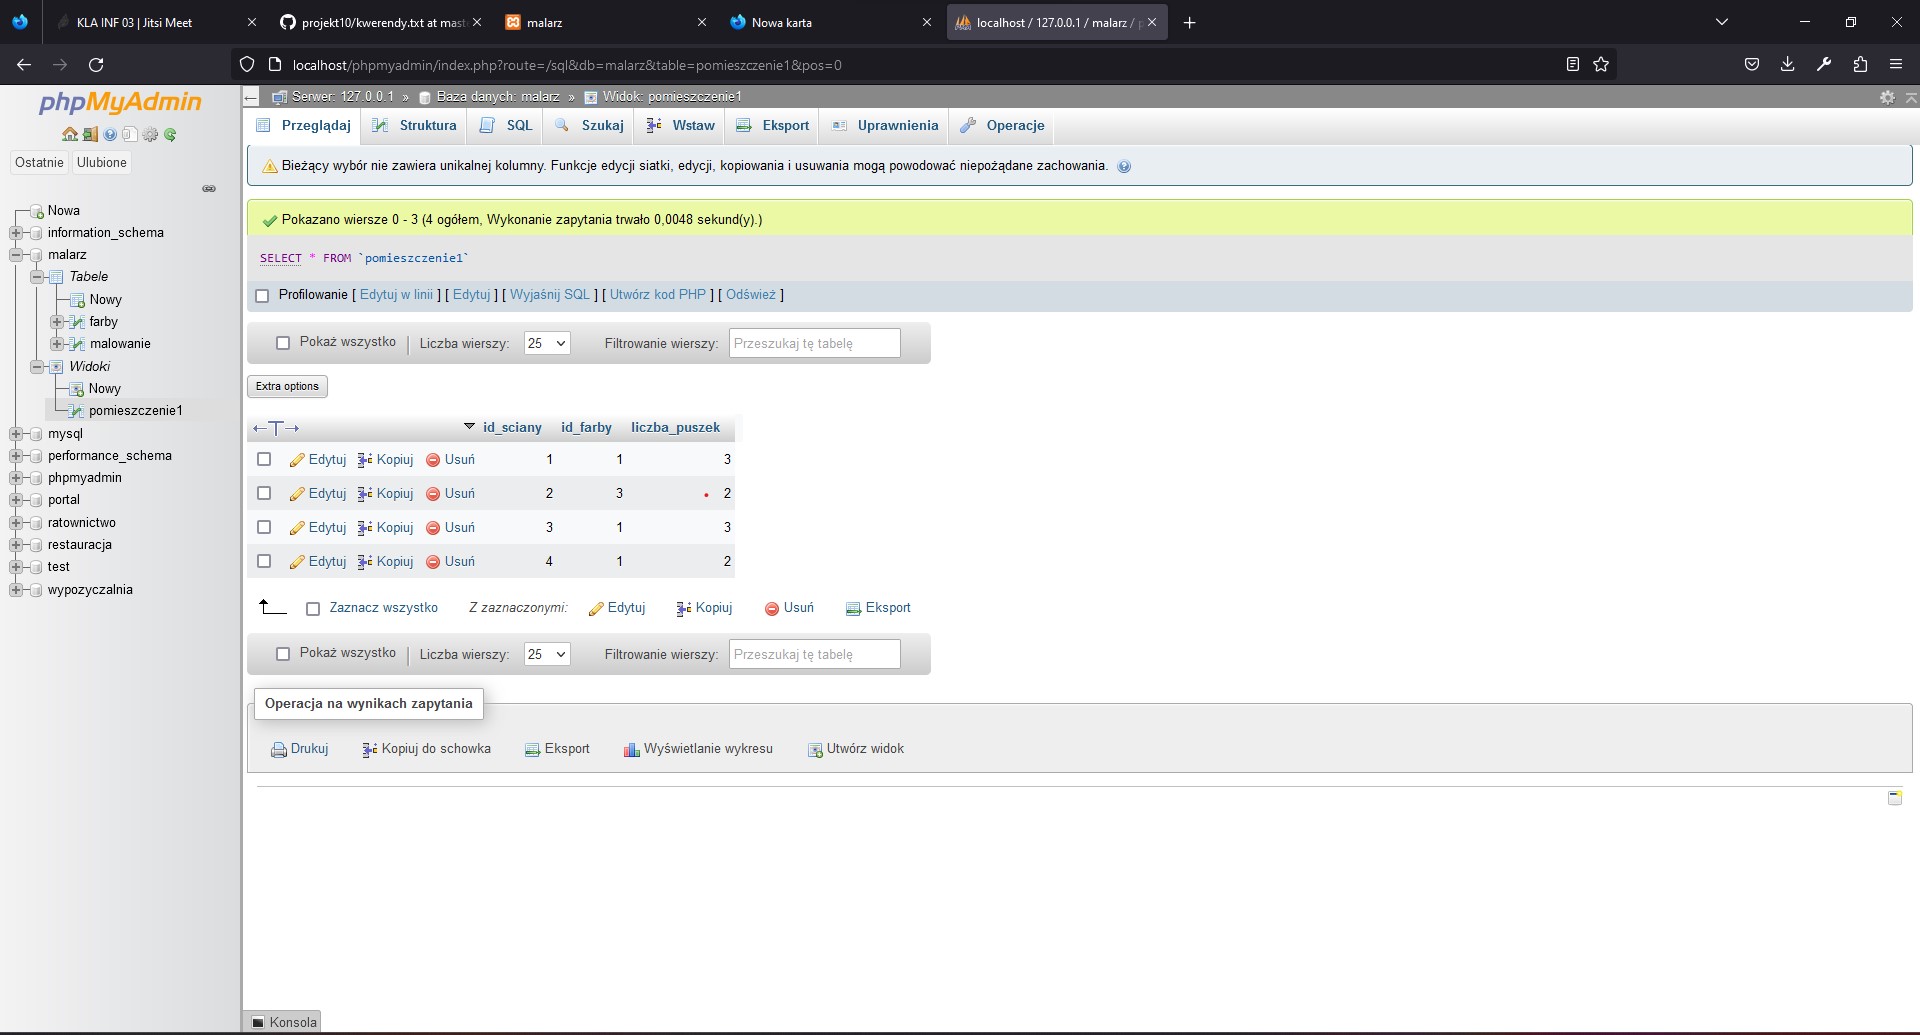 KLA INF 03 | Jitsi Meet
projekt10/kwerendy.txt at mast
malarz
Nowa karta
localhost / 127.0.0.1 / malarz / p
localhost/phpmyadmin/index.php?route=/sql&db=malarz&table=pomieszczenie1&pos=0
phpMyAdmin
Ostatnie
Ulubione
Nowa
information_schema
malarz
Tabele
Nowy
farby
malowanie
Widoki
Nowy
pomieszczenie1
mysql
performance_schema
phpmyadmin
portal
ratownictwo
restauracja
test
wypozyczalnia
Serwer: 127.0.0.1 » Baza danych: malarz » Widok: pomieszczenie1
Przeglądaj Struktura SQL Szukaj Wstaw Eksport Uprawnienia Operacje
Bieżący wybór nie zawiera unikalnej kolumny. Funkcje edycji siatki, edycji, kopiowania i usuwania mogą powodować niepożądane zachowania.
Pokazano wiersze 0 - 3 (4 ogółem, Wykonanie zapytania trwało 0,0048 sekund(y).)
SELECT * FROM `pomieszczenie1`
Profilowanie [ Edytuj w linii ] [ Edytuj ] [ Wyjaśnij SQL ] [ Utwórz kod PHP ] [ Odśwież ]
Pokaż wszystko | Liczba wierszy: 25 Filtrowanie wierszy: Przeszukaj tę tabelę
Extra options
←T→ id_sciany id_farby liczba_puszek
Edytuj Kopiuj Usuń 1 1 3
Edytuj Kopiuj Usuń 2 3 2
Edytuj Kopiuj Usuń 3 1 3
Edytuj Kopiuj Usuń 4 1 2
Zaznacz wszystko Z zaznaczonymi: Edytuj Kopiuj Usuń Eksport
Pokaż wszystko | Liczba wierszy: 25 Filtrowanie wierszy: Przeszukaj tę tabelę
Operacja na wynikach zapytania
Drukuj Kopiuj do schowka Eksport Wyświetlanie wykresu Utwórz widok
Konsola